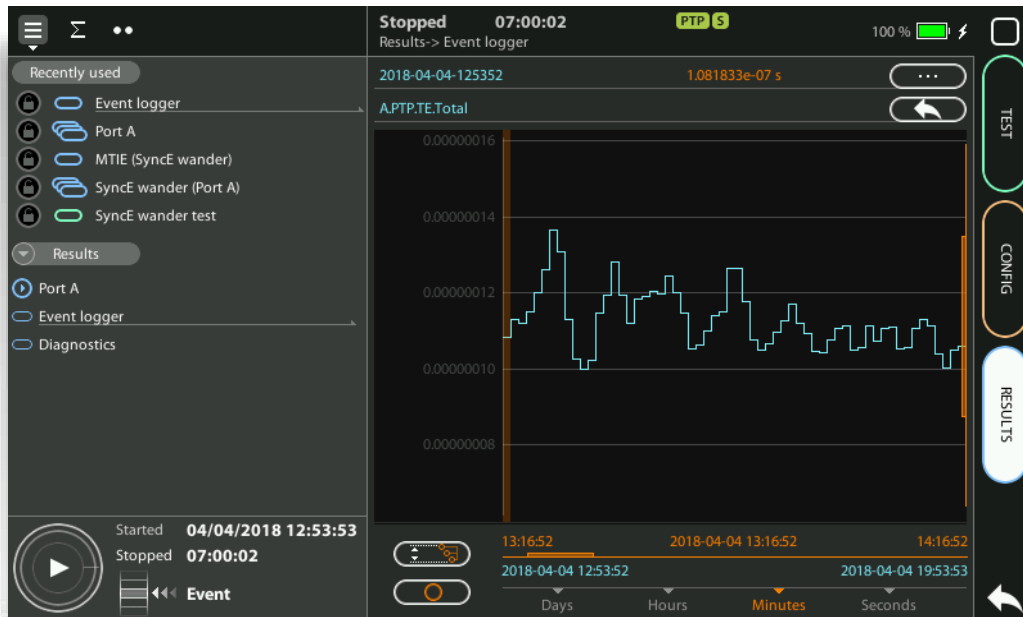 Σ
Stopped 07:00:02 PTP S 100 %
Results-> Event logger
Recently used
Event logger
Port A
MTIE (SyncE wander)
SyncE wander (Port A)
SyncE wander test
Results
Port A
Event logger
Diagnostics
Started 04/04/2018 12:53:53
Stopped 07:00:02
Event
2018-04-04-125352 1.081833e-07 s ...
A.PTP.TE.Total
0.00000016
0.00000014
0.00000012
0.00000010
0.00000008
13:16:52 2018-04-04 13:16:52 14:16:52
2018-04-04 12:53:52 2018-04-04 19:53:53
Days Hours Minutes Seconds
TEST
CONFIG
RESULTS